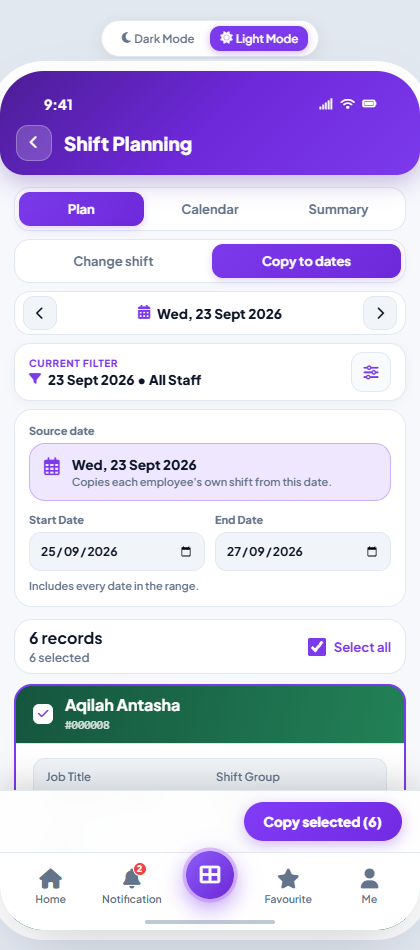 Dark Mode
Light Mode
9:41
Shift Planning
Plan
Calendar
Summary
Change shift
Copy to dates
Wed, 23 Sept 2026
CURRENT FILTER
23 Sept 2026 • All Staff
Source date
Wed, 23 Sept 2026
Copies each employee's own shift from this date.
Start Date
End Date
25/09/2026
27/09/2026
Includes every date in the range.
6 records
6 selected
Select all
Aqilah Antasha
#000008
Job Title
Shift Group
Copy selected (6)
2
Home
Notification
Favourite
Me